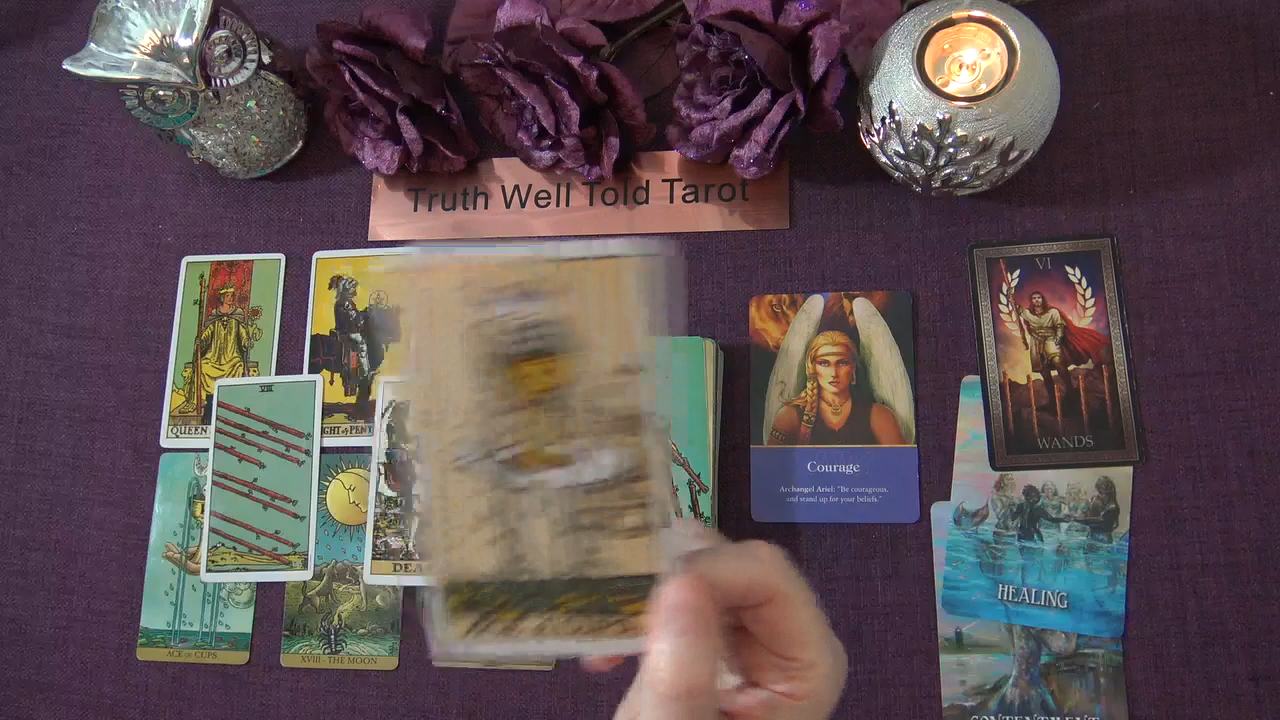 Truth Well Told Tarot
QUEEN
VIII
ACE OF CUPS
XVIII - THE MOON
Courage
Archangel Ariel: "Be courageous,
and stand up for your beliefs."
VI
WANDS
HEALING
CONTENTMENT